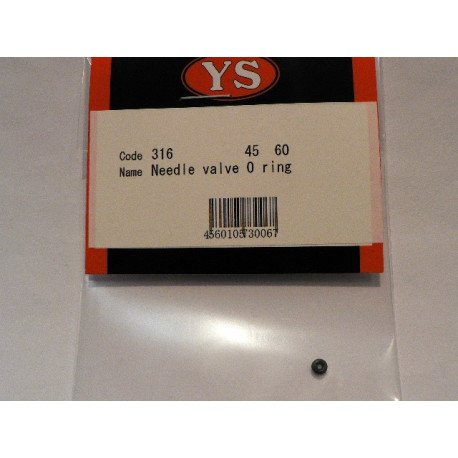 YS
Code 316 45 60
Name Needle valve O ring
4560105730067